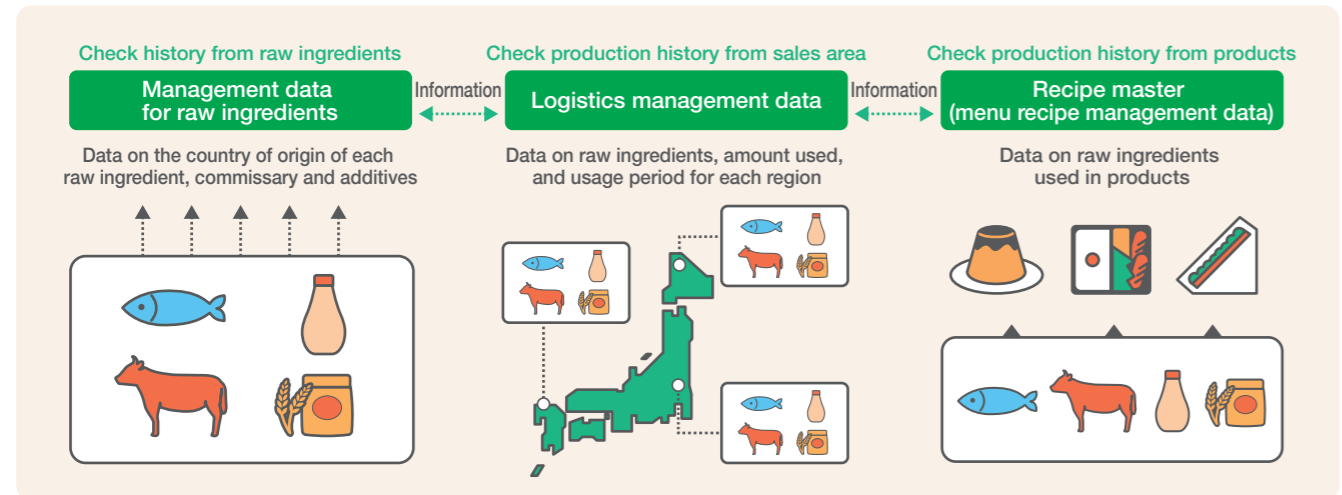 Check history from raw ingredients
Management data
for raw ingredients
Data on the country of origin of each
raw ingredient, commissary and additives
Information
Check production history from sales area
Logistics management data
Data on raw ingredients, amount used,
and usage period for each region
Information
Check production history from products
Recipe master
(menu recipe management data)
Data on raw ingredients
used in products